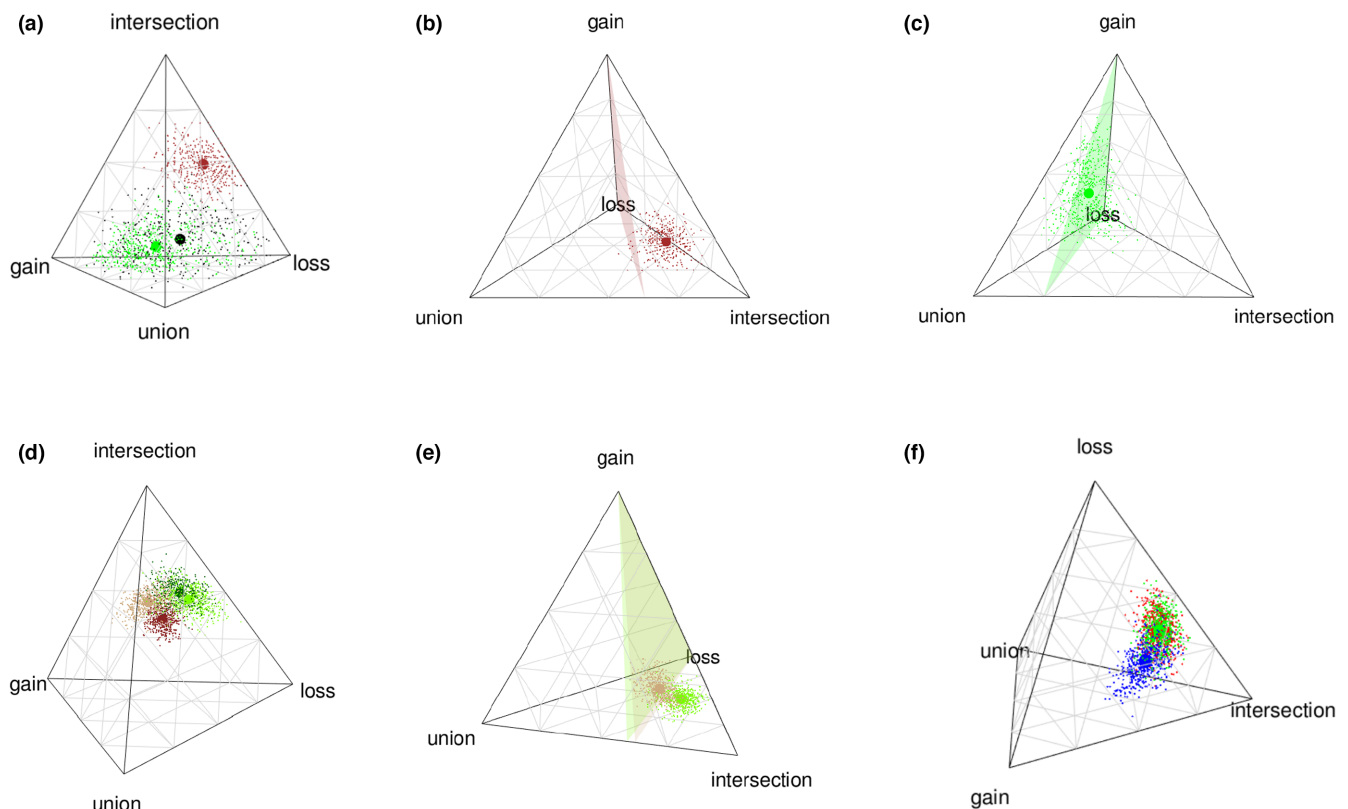 (a)
intersection
gain
loss
union
(b)
gain
loss
union
intersection
(c)
gain
loss
union
intersection
(d)
intersection
gain
loss
union
(e)
gain
loss
union
intersection
(f)
loss
union
intersection
gain